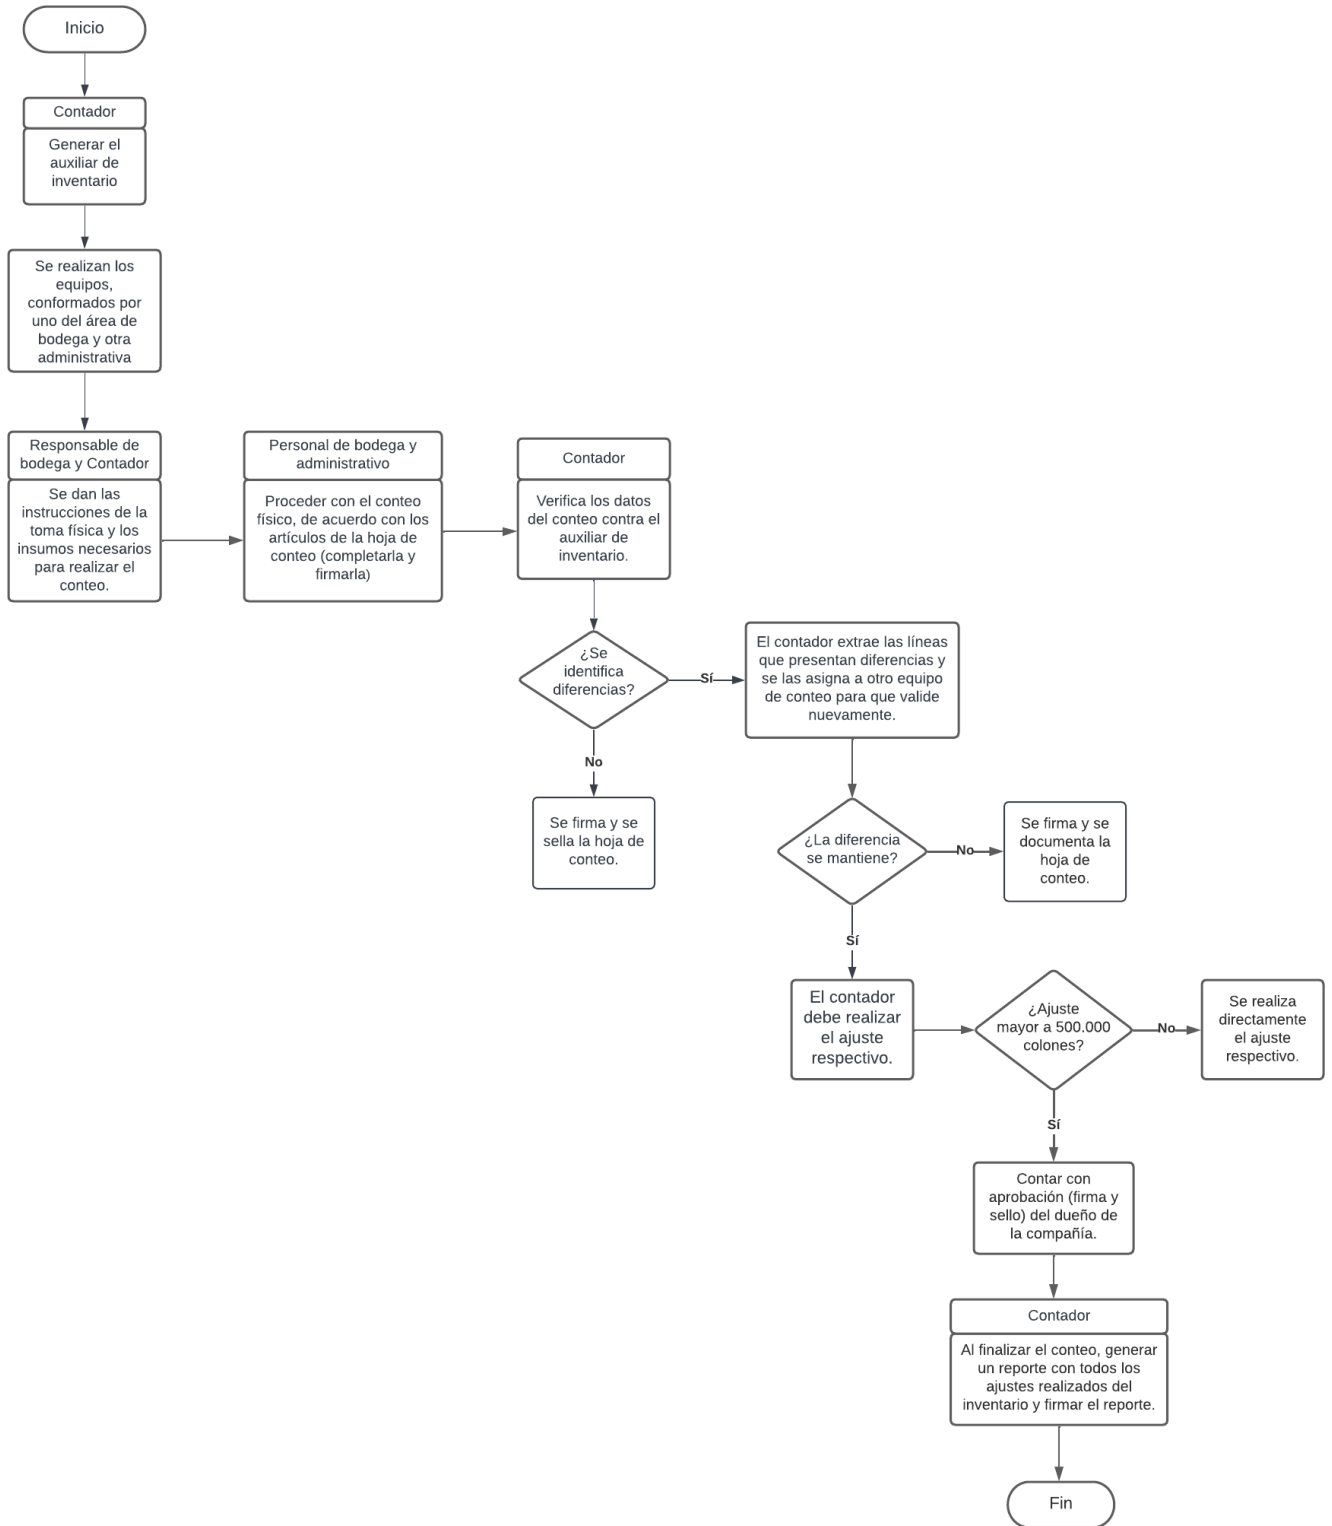 Inicio
Contador
Generar el
auxiliar de
inventario
Se realizan los
equipos,
conformados por
uno del área de
bodega y otra
administrativa
Responsable de
bodega y Contador
Se dan las
instrucciones de la
toma física y los
insumos necesarios
para realizar el
conteo.
Personal de bodega y
administrativo
Proceder con el conteo
físico, de acuerdo con los
artículos de la hoja de
conteo (completarla y
firmarla)
Contador
Verifica los datos
del conteo contra el
auxiliar de
inventario.
¿Se
identifica
diferencias?
Sí
No
Se firma y se
sella la hoja de
conteo.
El contador extrae las líneas
que presentan diferencias y
se las asigna a otro equipo
de conteo para que valide
nuevamente.
¿La diferencia
se mantiene?
No
Se firma y se
documenta la
hoja de
conteo.
Sí
El contador
debe realizar
el ajuste
respectivo.
¿Ajuste
mayor a 500.000
colones?
No
Se realiza
directamente
el ajuste
respectivo.
Sí
Contar con
aprobación (firma y
sello) del dueño de
la compañía.
Contador
Al finalizar el conteo, generar
un reporte con todos los
ajustes realizados del
inventario y firmar el reporte.
Fin